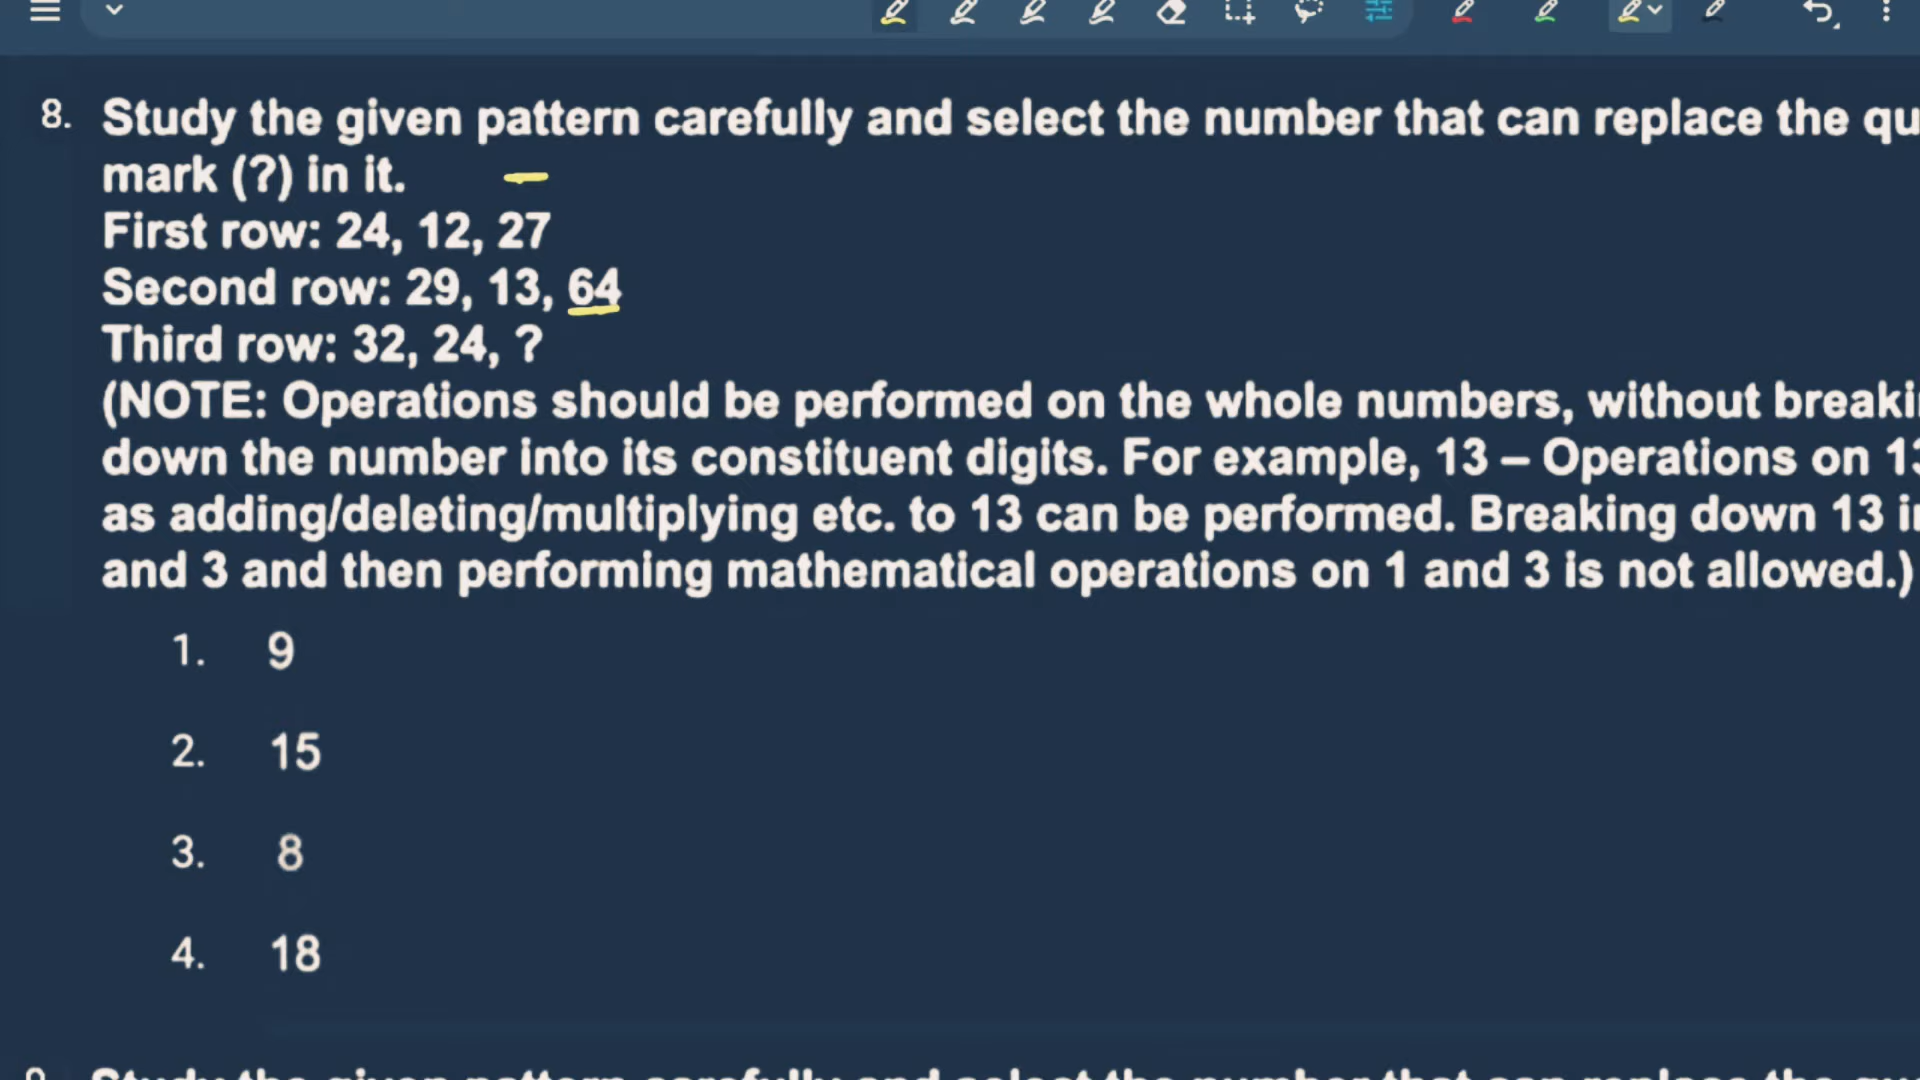 8. Study the given pattern carefully and select the number that can replace the
mark (?) in it.
First row: 24, 12, 27
Second row: 29, 13, 64
Third row: 32, 24, ?
(NOTE: Operations should be performed on the whole numbers, without
down the number into its constituent digits. For example, 13 – Operations on
as adding/deleting/multiplying etc. to 13 can be performed. Breaking down 13
and 3 and then performing mathematical operations on 1 and 3 is not allowed.)
1. 9
2. 15
3. 8
4. 18